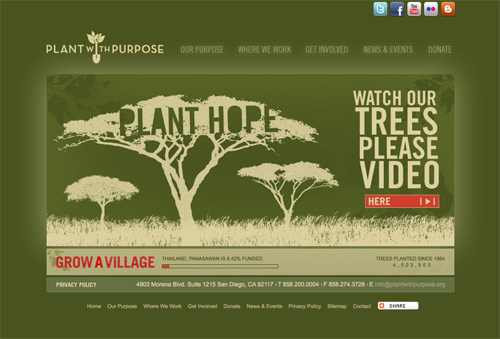 PLANT WITH PURPOSE
OUR PURPOSE WHERE WE WORK GET INVOLVED NEWS & EVENTS DONATE
PLANT HOPE
WATCH OUR
TREES
PLEASE
VIDEO
HERE
GROW A VILLAGE
THAILAND, PANASAWAN IS 6.42% FUNDED
TREES PLANTED SINCE 1984
4,023,953
PRIVACY POLICY
4903 Morena Blvd. Suite 1215 San Diego, CA 92117 - T 858.200.0004 - F 858.274.3728 - E info@plantwithpurpose.org
Home Our Purpose Where We Work Get Involved Donate News & Events Privacy Policy Sitemap Contact SHARE